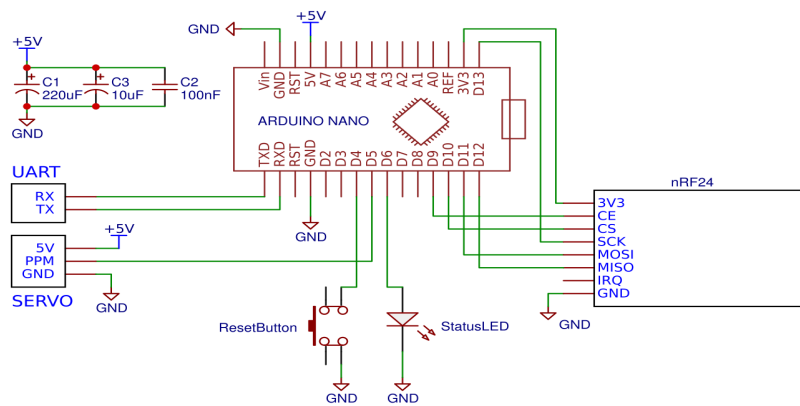 GND
+5V
+5V
C1
220uF
C3
10uF
C2
100nF
GND
Vin GND RST 5V A7 A6 A5 A4 A3 A2 A1 A0 REF 3V3 D13
ARDUINO NANO
TXD RXD RST GND D2 D3 D4 D5 D6 D7 D8 D9 D10 D11 D12
UART
RX
TX
+5V
5V
PPM
GND
SERVO
GND
GND
nRF24
3V3
CE
CS
SCK
MOSI
MISO
IRQ
GND
GND
ResetButton
StatusLED
GND
GND